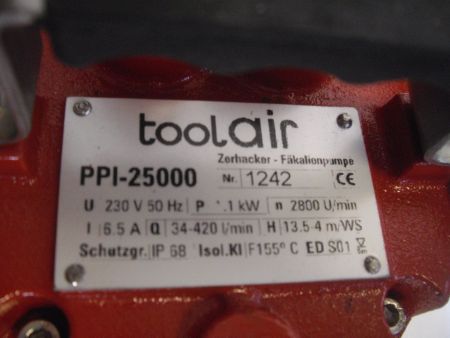 toolair
Zerhacker - Fäkalienpumpe
PPI-25000 Nr. 1242 CE
U 230 V 50 Hz P 1.1 kW n 2800 U/min
I 6.5 A Q 34-420 l/min H 13.5-4 m/WS
Schutzgr. IP 68 Isol.Kl F155° C ED S01